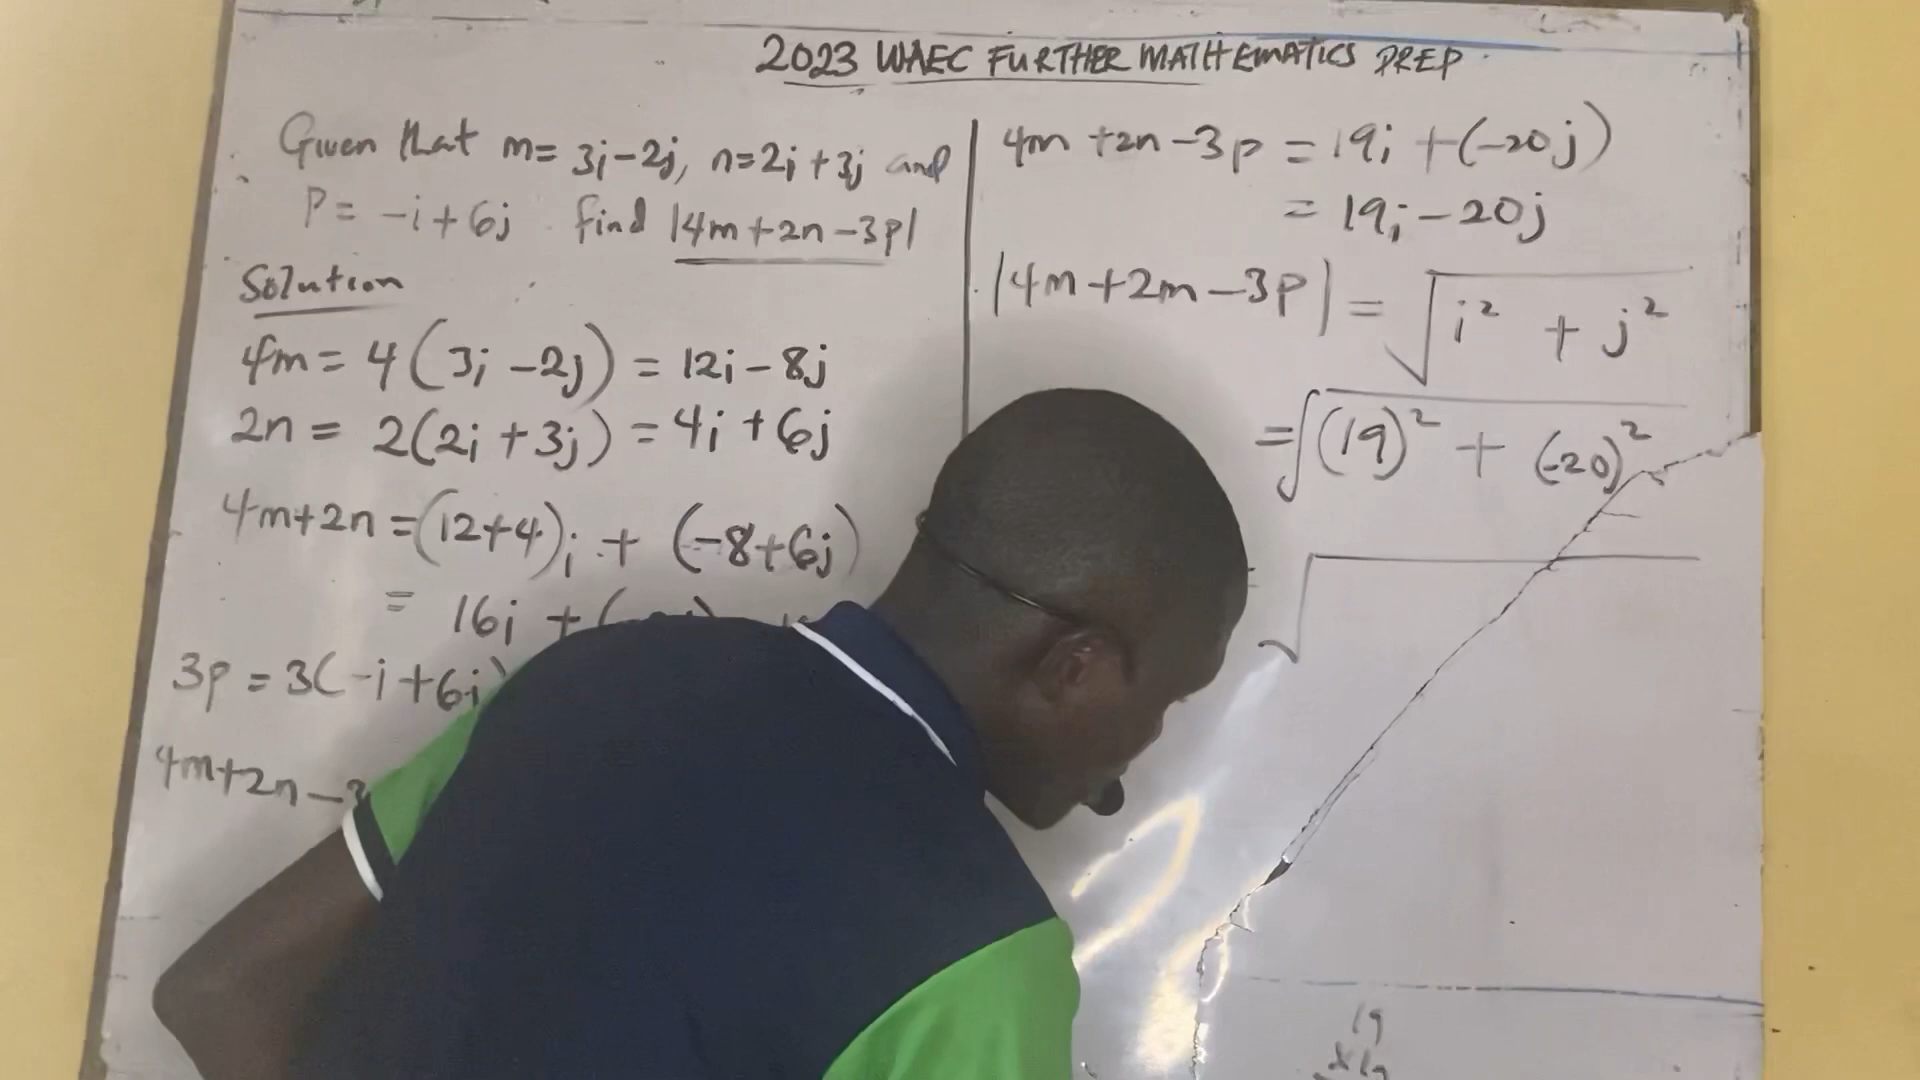 2023 WAEC FURTHER MATHEMATICS PREP
Given that m= 3i-2j, n=2i+3j and
P= -i+6j. find |4m+2n-3p|
Solution
4m= 4(3i -2j) = 12i- 8j
2n = 2(2i +3j) = 4i +6j
4m+2n =(12+4)i + (-8+6j)
= 16i + (
3p = 3(-i+6j)
4m+2n-3
4m +2n-3p = 19i +(-20j)
= 19i-20j
|4m+2m-3p| = √i² + j²
=√(19)² + (-20)²
√
19
x19